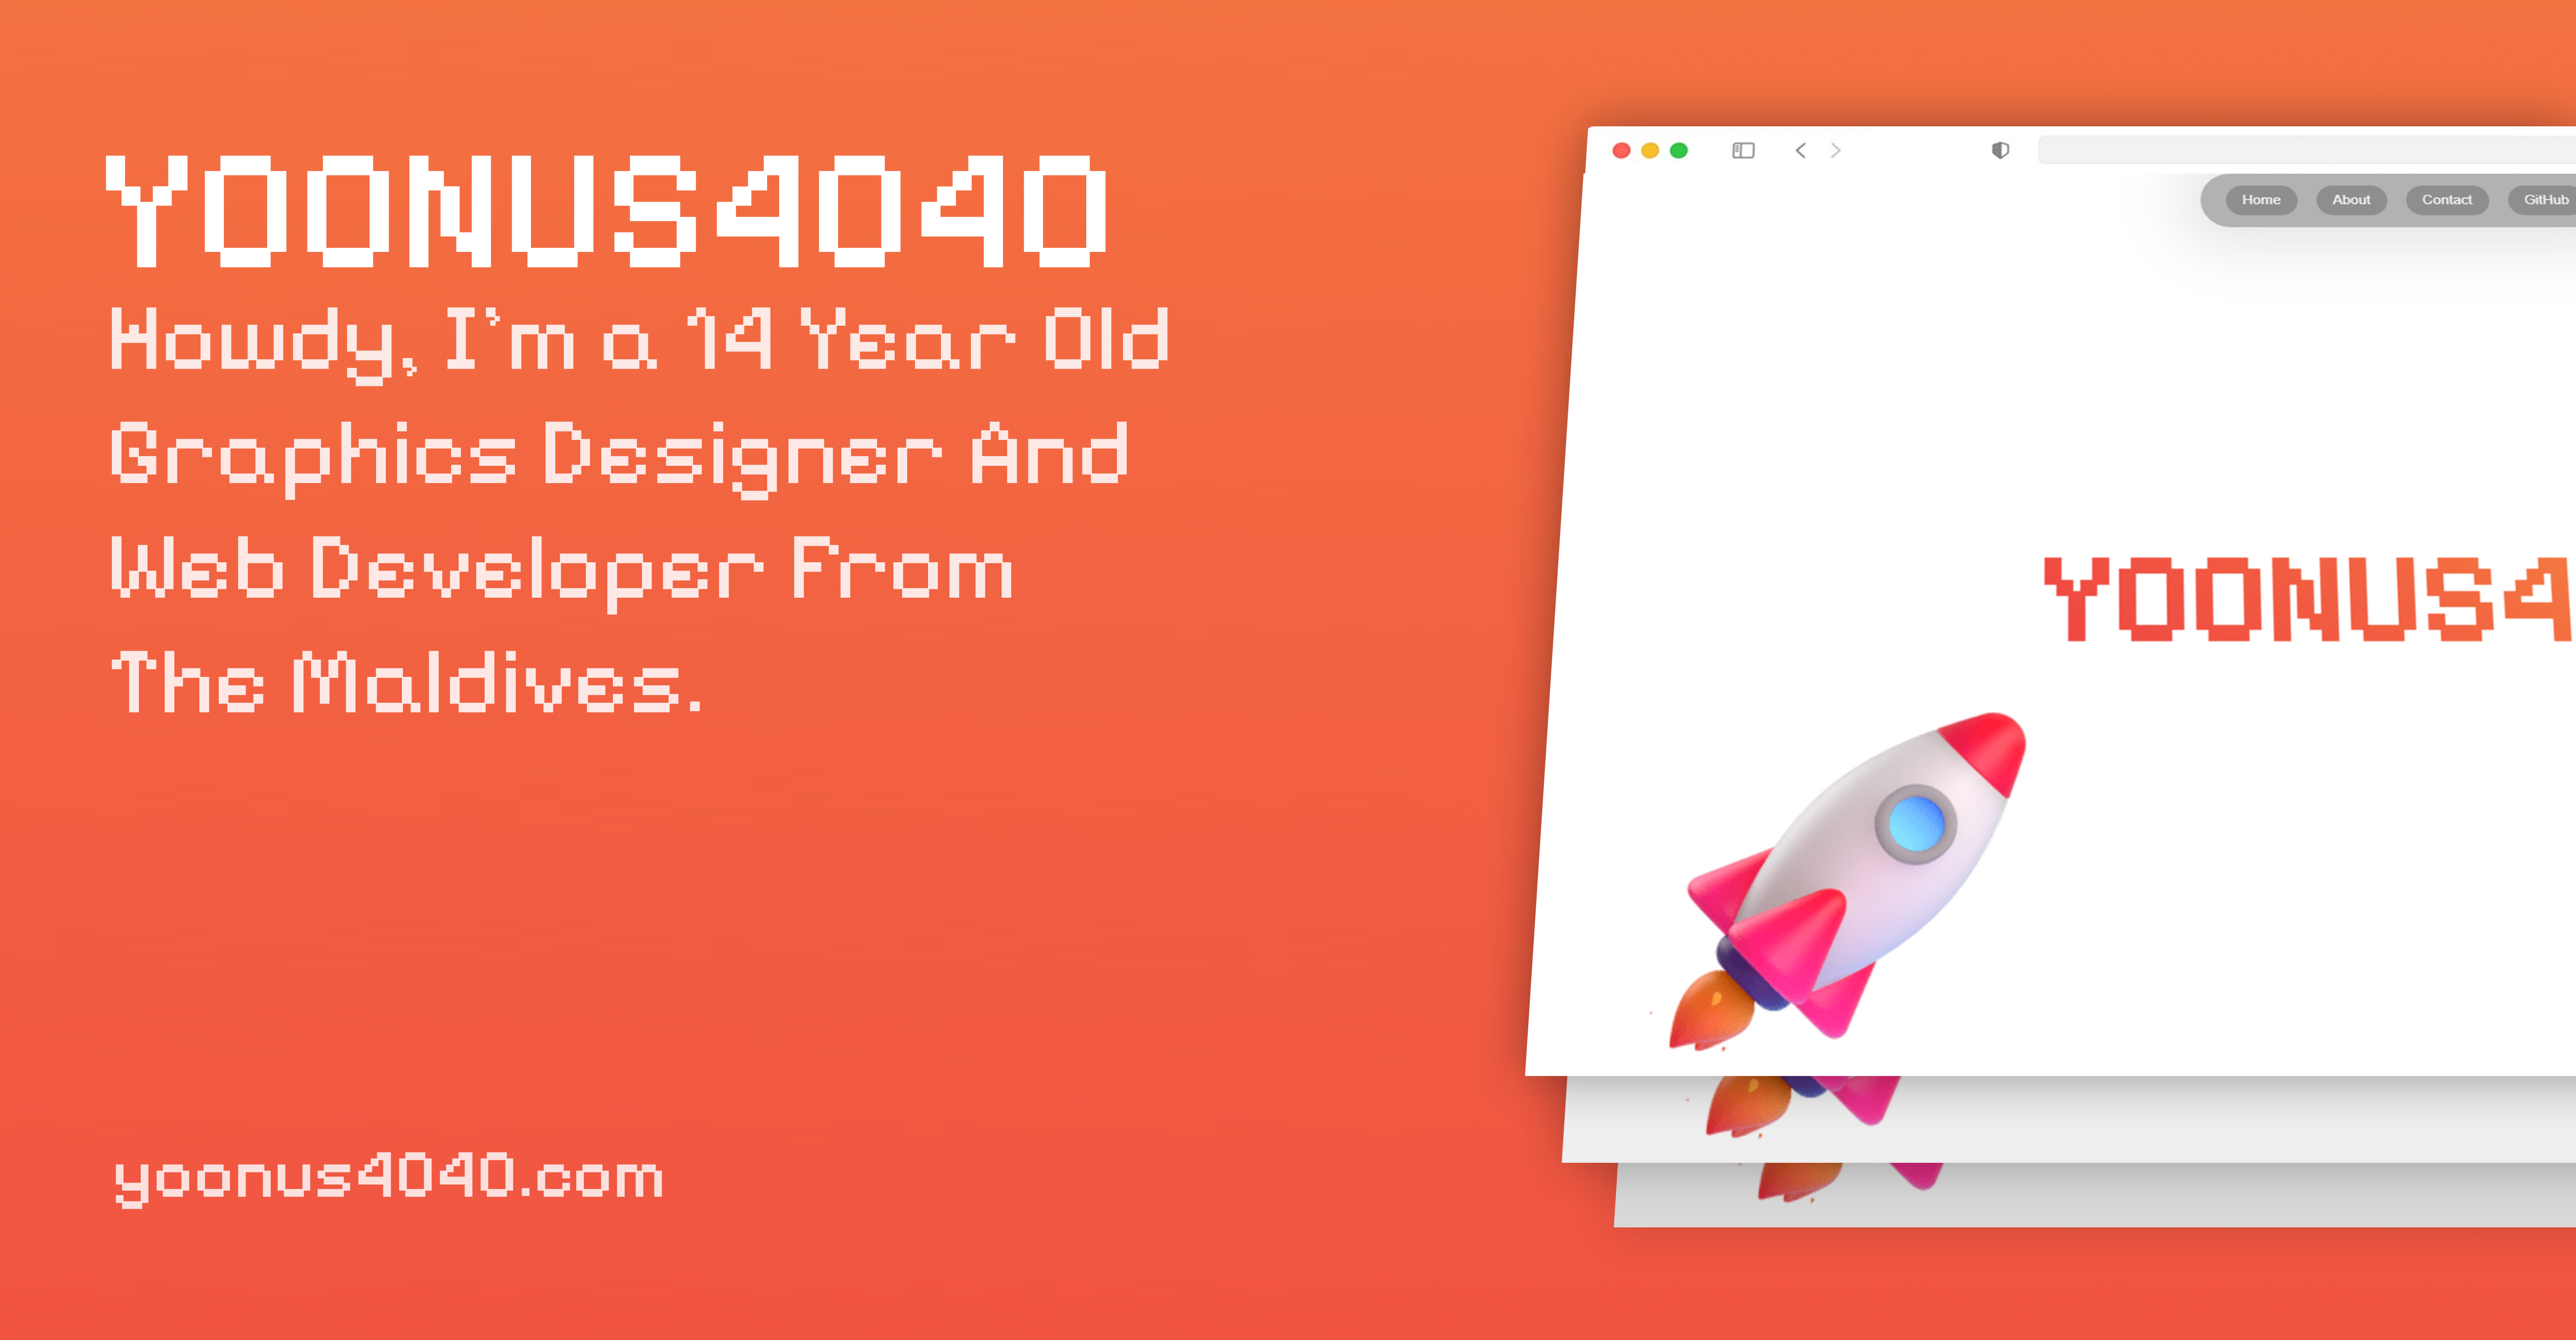 YOONUS4040
Howdy, I'm a 14 Year Old
Graphics Designer And
Web Developer From
The Maldives.
yoonus4040.com
Home About Contact GitHub
YOONUS4